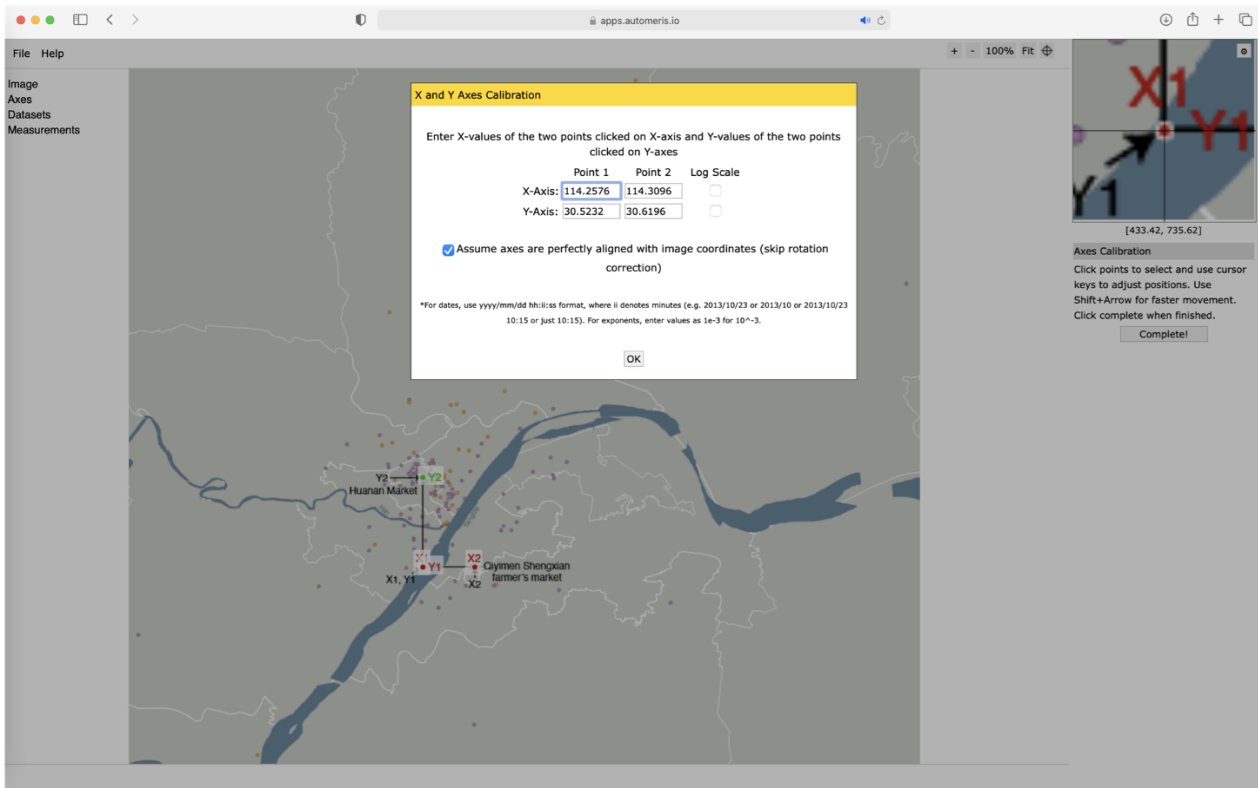 apps.automeris.io
File Help
+ - 100% Fit
Image
Axes
Datasets
Measurements
X and Y Axes Calibration
Enter X-values of the two points clicked on X-axis and Y-values of the two points
clicked on Y-axes
Point 1 Point 2 Log Scale
X-Axis: 114.2576 114.3096
Y-Axis: 30.5232 30.6196
Assume axes are perfectly aligned with image coordinates (skip rotation
correction)
*For dates, use yyyy/mm/dd hh:ii:ss format, where ii denotes minutes (e.g. 2013/10/23 or 2013/10 or 2013/10/23
10:15 or just 10:15). For exponents, enter values as 1e-3 for 10^-3.
OK
X1
Y1
Y1
[433.42, 735.62]
Axes Calibration
Click points to select and use cursor
keys to adjust positions. Use
Shift+Arrow for faster movement.
Click complete when finished.
Complete!
Y2 Y2
Huanan Market
X1 X2
Y1 Qiyimen Shengxian
X1, Y1 X2 farmer's market